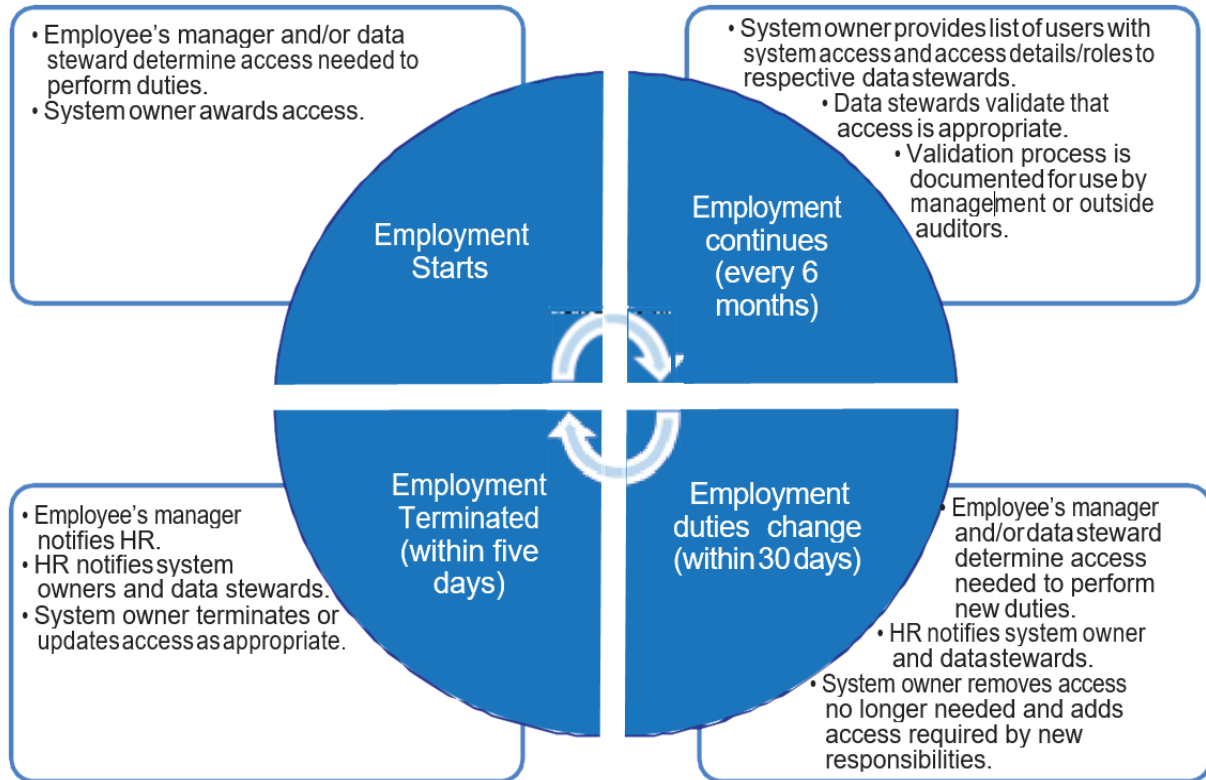 • Employee's manager and/or data
steward determine access needed to
perform duties.
• System owner awards access.
• System owner provides list of users with
system access and access details/roles to
respective data stewards.
• Data stewards validate that
access is appropriate.
• Validation process is
documented for use by
management or outside
auditors.
Employment
Starts
Employment
continues
(every 6
months)
Employment
Terminated
(within five
days)
Employment
duties change
(within 30 days)
• Employee's manager
notifies HR.
• HR notifies system
owners and data stewards.
• System owner terminates or
updates access as appropriate.
• Employee's manager
and/or data steward
determine access
needed to perform
new duties.
• HR notifies system owner
and data stewards.
• System owner removes access
no longer needed and adds
access required by new
responsibilities.